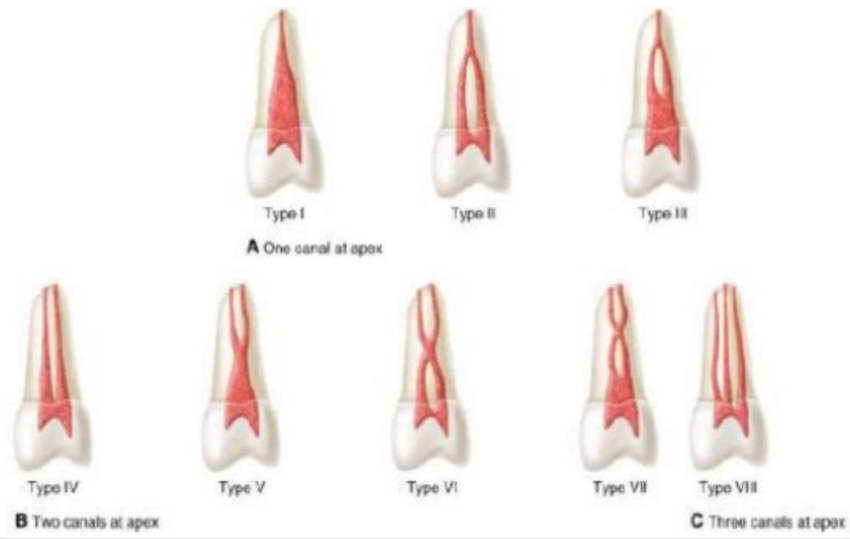 Type I Type II Type III
A One canal at apex
Type IV Type V Type VI Type VII Type VIII
B Two canals at apex C Three canals at apex